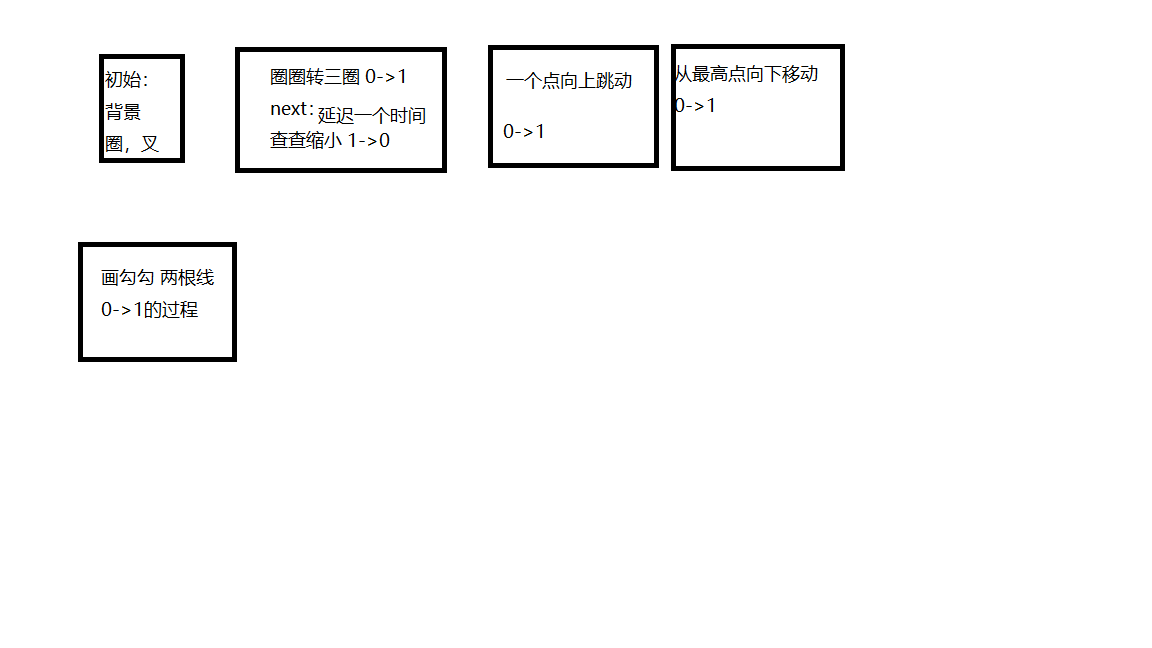 初始：
背景
圈，叉
圈圈转三圈 0->1
next：延迟一个时间
查查缩小 1->0
一个点向上跳动
0->1
从最高点向下移动
0->1
画勾勾 两根线
0->1的过程